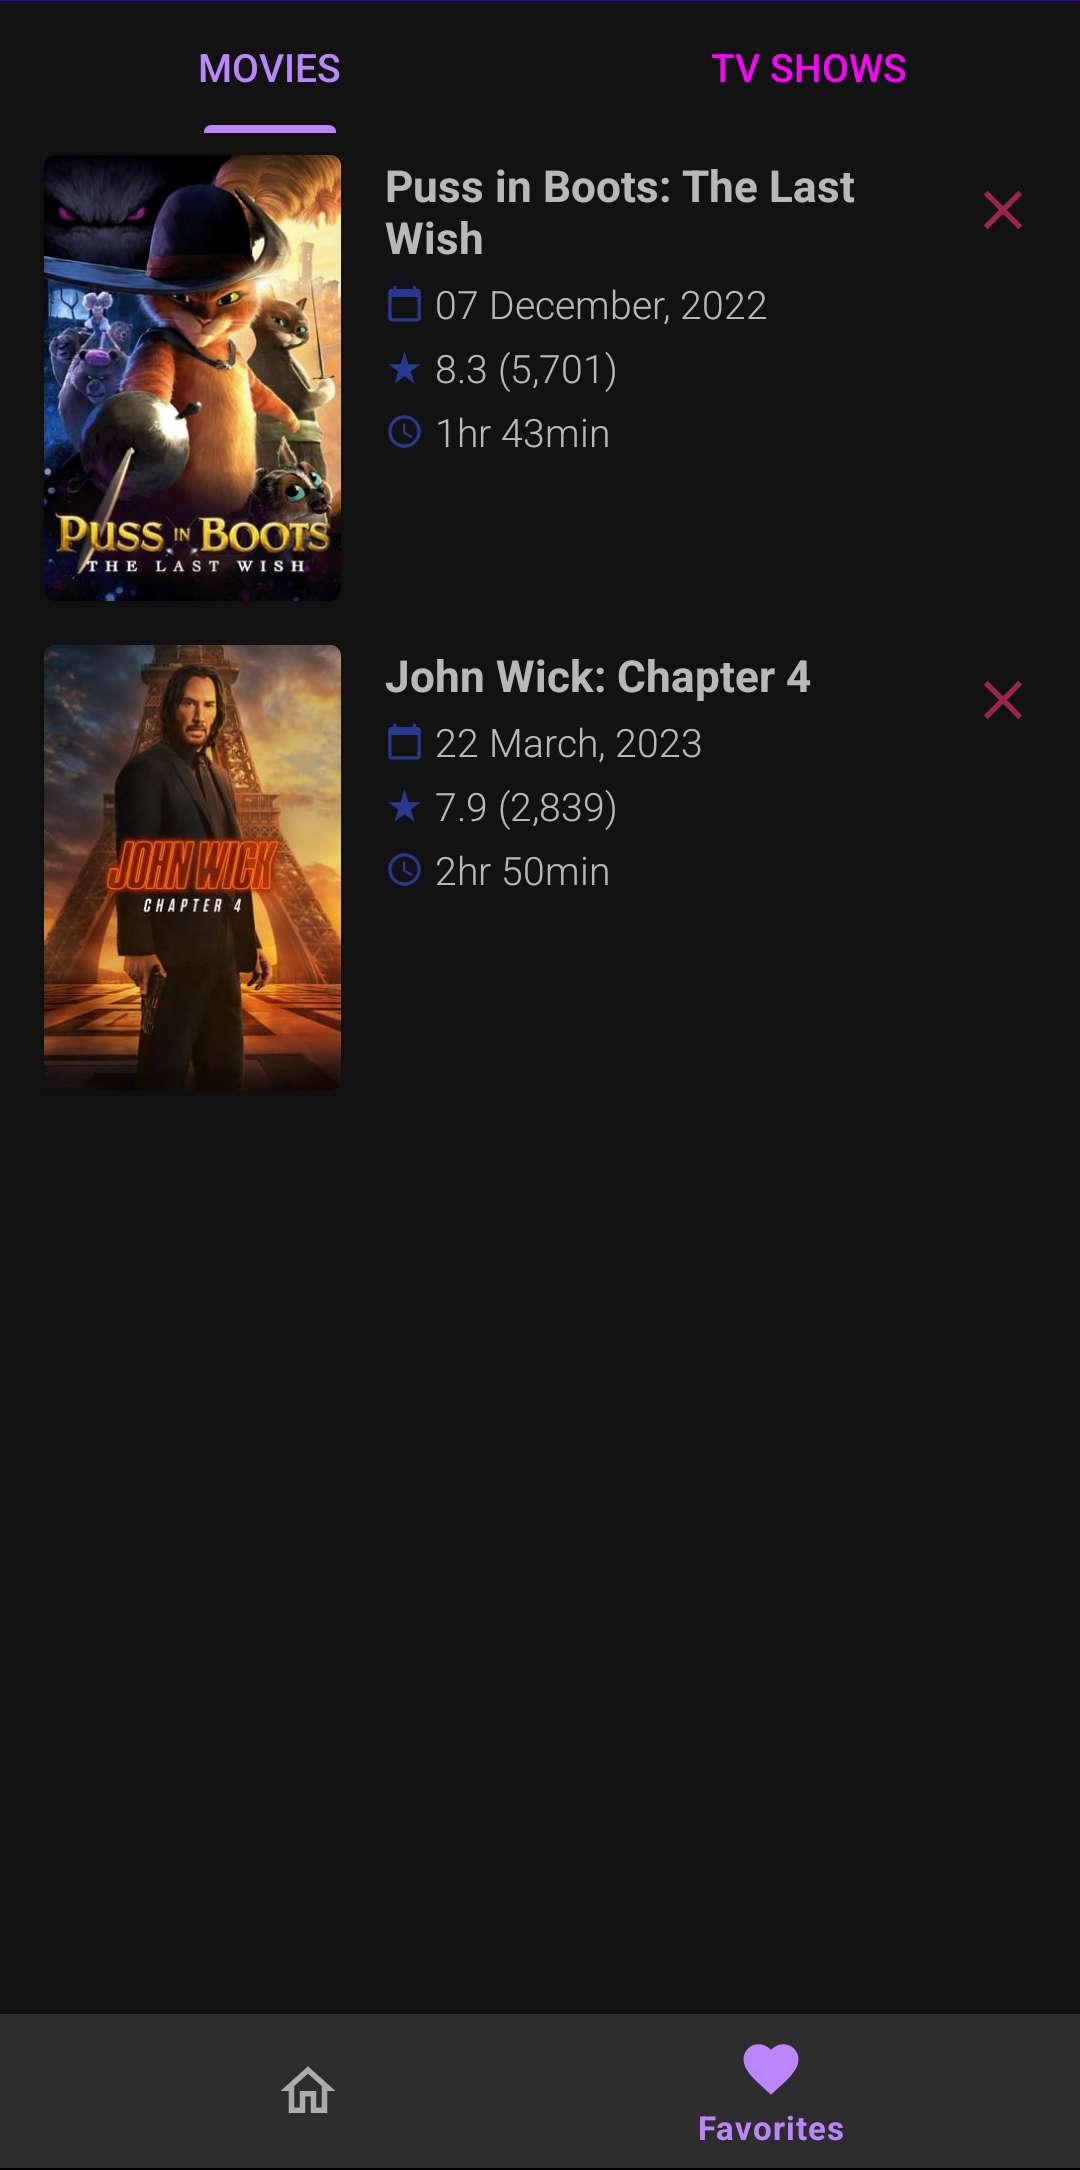 MOVIES
TV SHOWS
Puss in Boots: The Last
Wish
07 December, 2022
8.3 (5,701)
1hr 43min
PUSS IN BOOTS
THE LAST WISH
John Wick: Chapter 4
22 March, 2023
7.9 (2,839)
2hr 50min
JOHN WICK
CHAPTER 4
Favorites